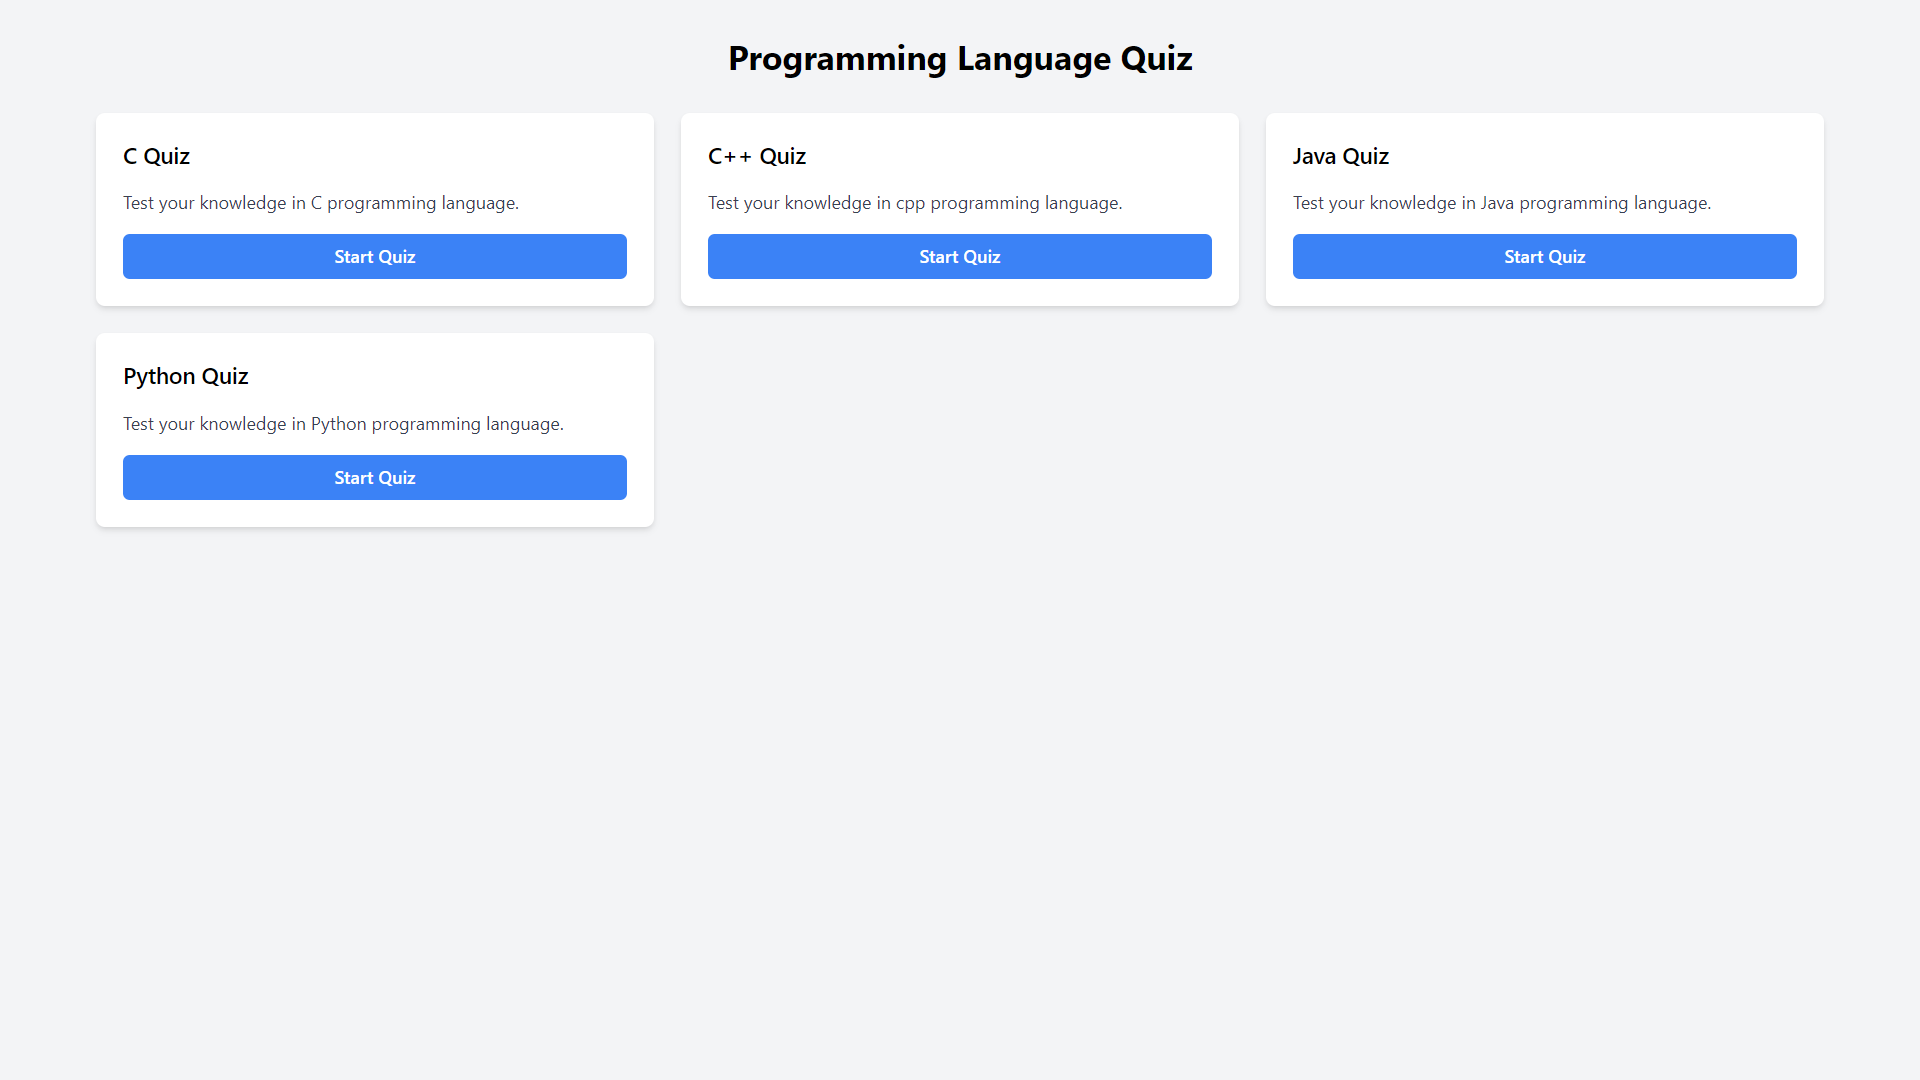 Programming Language Quiz
C Quiz
Test your knowledge in C programming language.
Start Quiz
C++ Quiz
Test your knowledge in cpp programming language.
Start Quiz
Java Quiz
Test your knowledge in Java programming language.
Start Quiz
Python Quiz
Test your knowledge in Python programming language.
Start Quiz